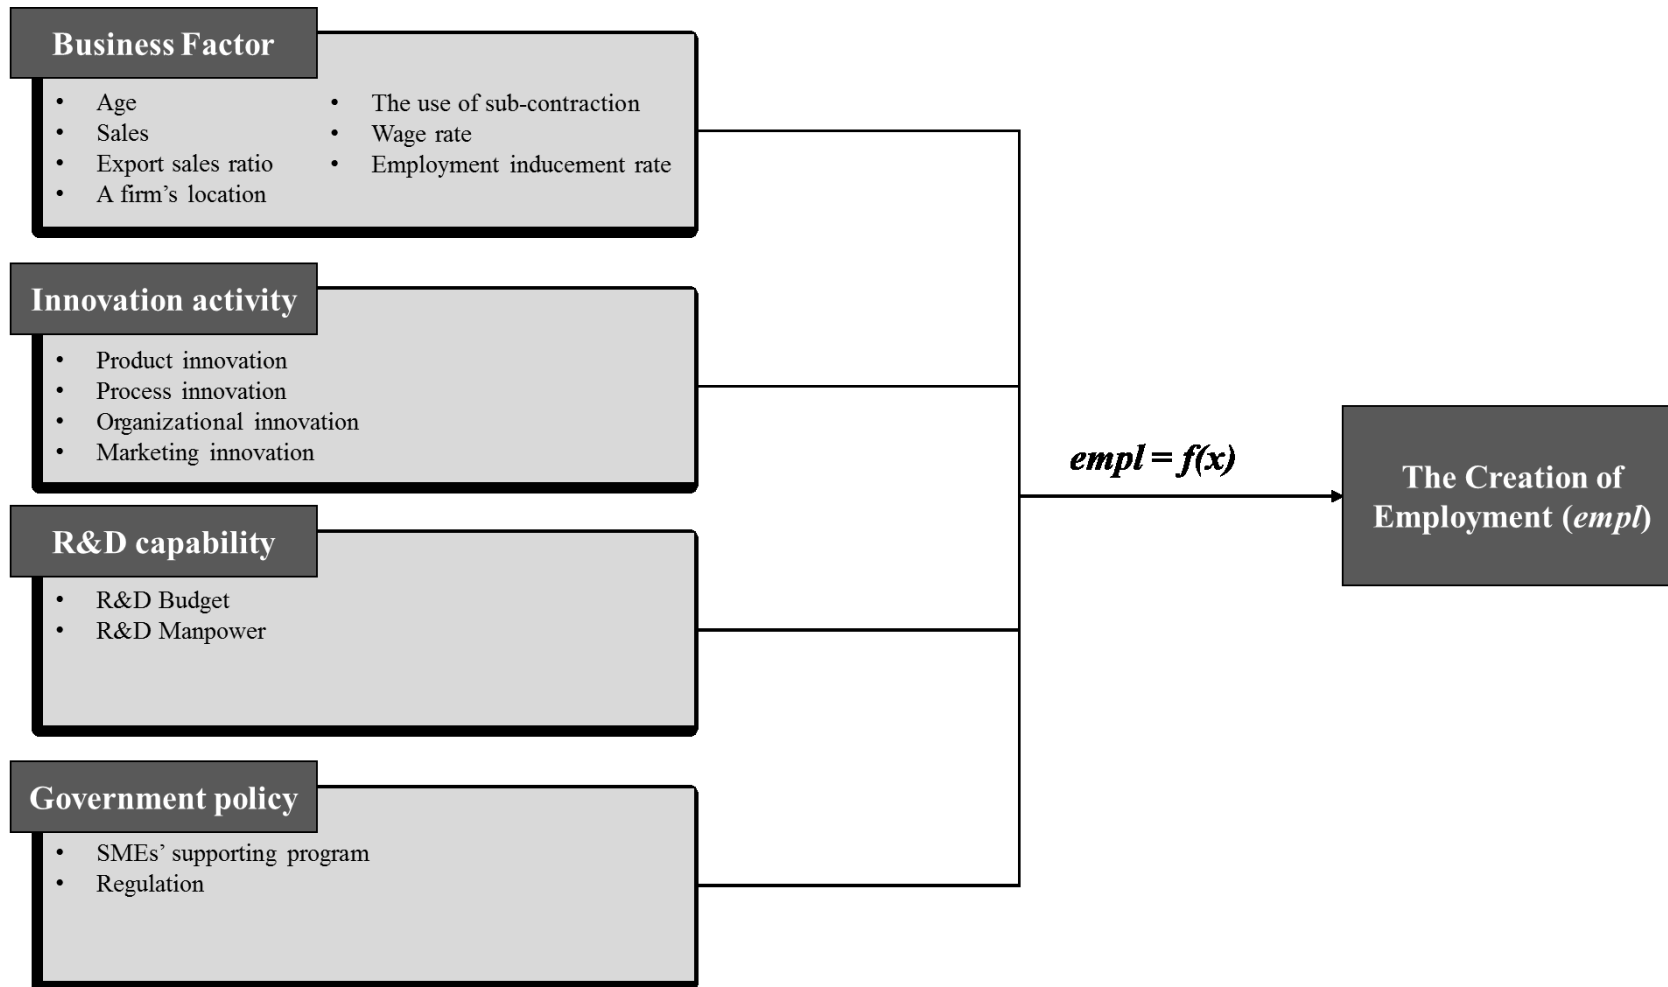 Business Factor
• Age
• Sales
• Export sales ratio
• A firm's location
• The use of sub-contraction
• Wage rate
• Employment inducement rate
Innovation activity
• Product innovation
• Process innovation
• Organizational innovation
• Marketing innovation
R&D capability
• R&D Budget
• R&D Manpower
Government policy
• SMEs' supporting program
• Regulation
empl = f(x)
The Creation of
Employment (empl)